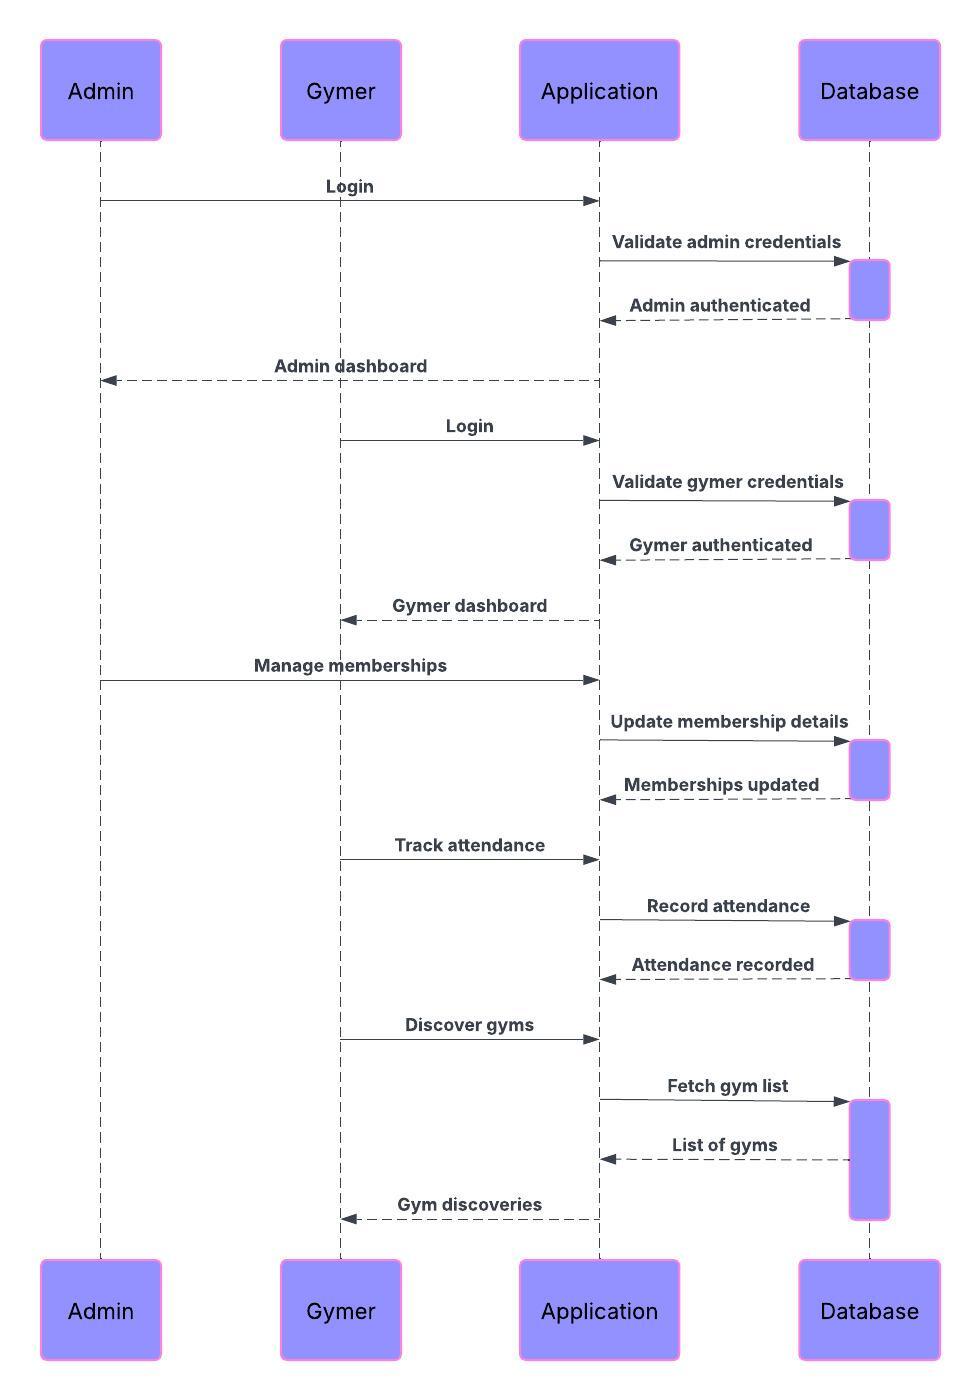 Admin
Gymer
Application
Database
Login
Validate admin credentials
Admin authenticated
Admin dashboard
Login
Validate gymer credentials
Gymer authenticated
Gymer dashboard
Manage memberships
Update membership details
Memberships updated
Track attendance
Record attendance
Attendance recorded
Discover gyms
Fetch gym list
List of gyms
Gym discoveries
Admin
Gymer
Application
Database